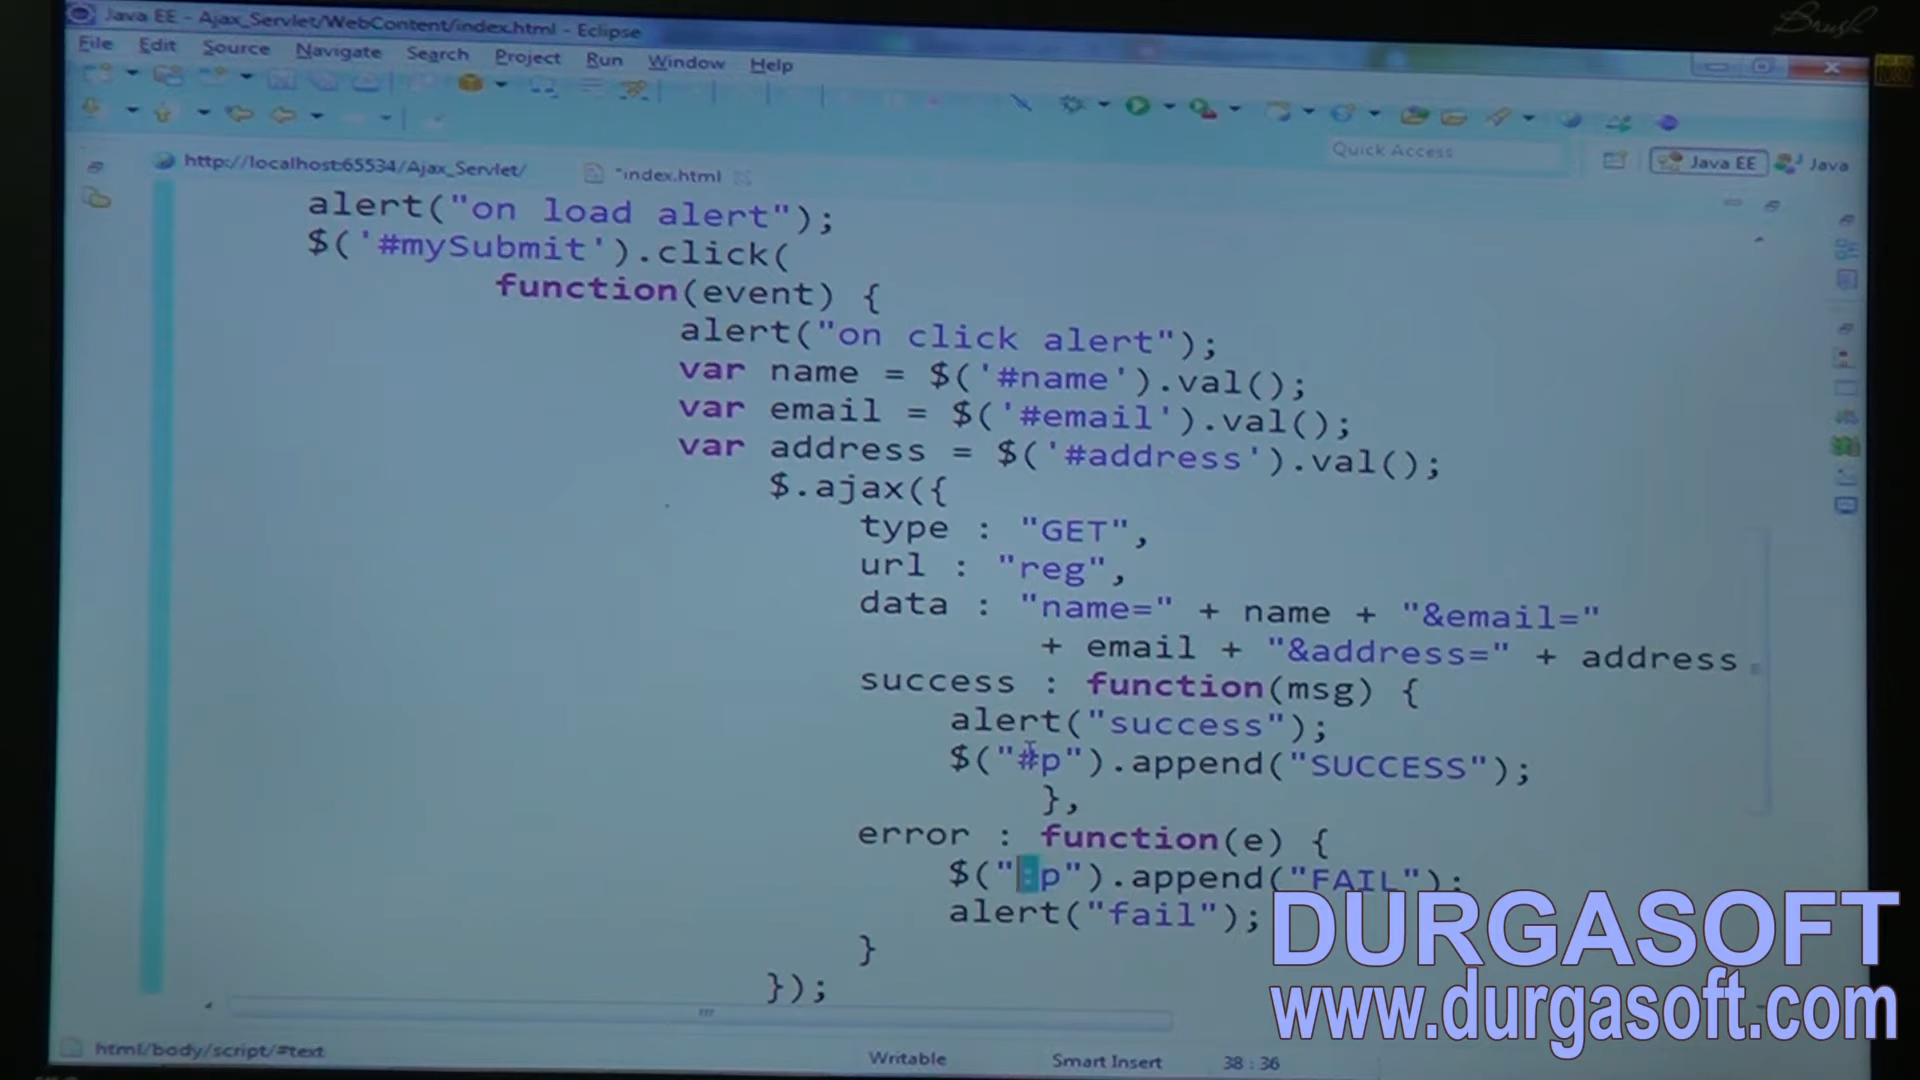 Brush
Java EE - Ajax_Servlet/WebContent/index.html - Eclipse
File Edit Source Navigate Search Project Run Window Help
Quick Access
Java EE
Java
http://localhost:65534/Ajax_Servlet/
*index.html
alert("on load alert");
$('#mySubmit').click(
function(event) {
alert("on click alert");
var name = $('#name').val();
var email = $('#email').val();
var address = $('#address').val();
$.ajax({
type : "GET",
url : "reg",
data : "name=" + name + "&email="
+ email + "&address=" + address
success : function(msg) {
alert("success");
$("#p").append("SUCCESS");
},
error : function(e) {
$("#p").append("FAIL");
alert("fail");
}
});
html/body/script/#text
Writable
Smart Insert
38 : 36
DURGASOFT
www.durgasoft.com